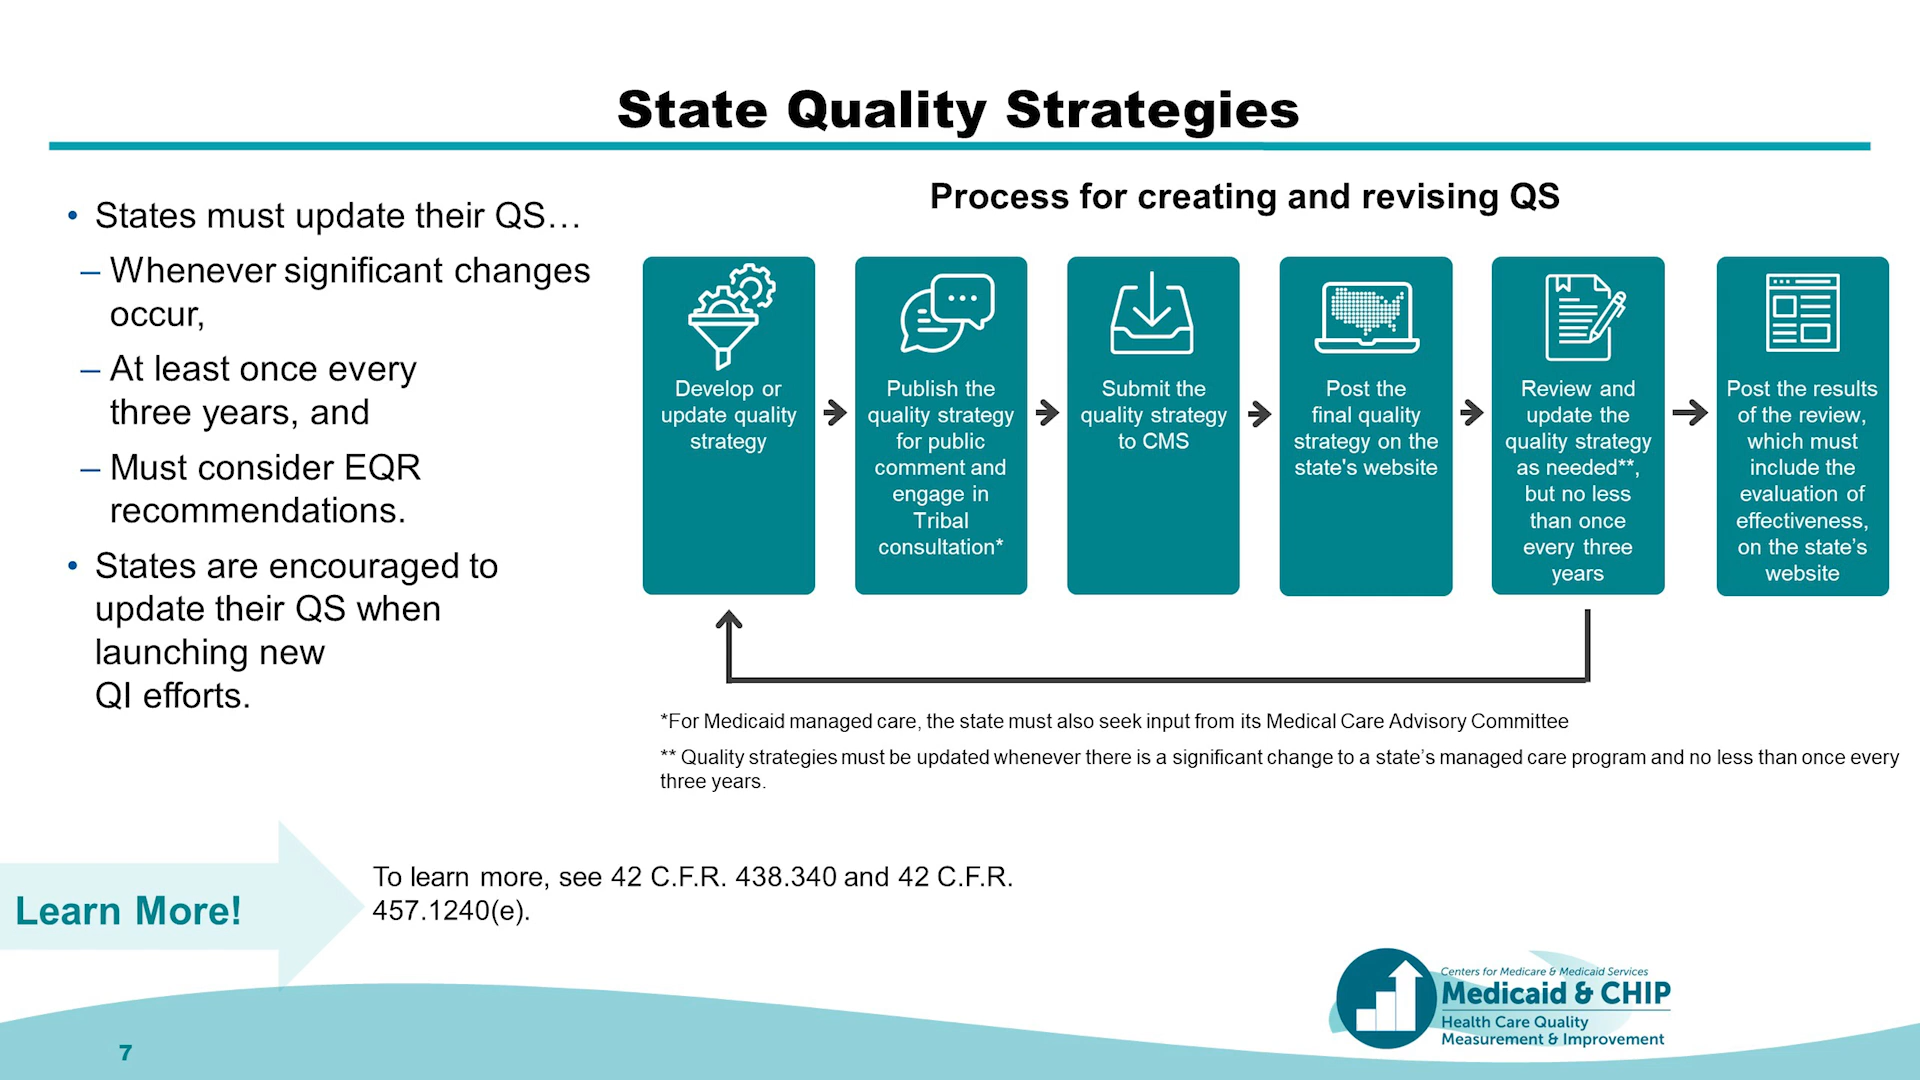 State Quality Strategies
• States must update their QS…
– Whenever significant changes
occur,
– At least once every
three years, and
– Must consider EQR
recommendations.
• States are encouraged to
update their QS when
launching new
QI efforts.
Process for creating and revising QS
Develop or
update quality
strategy
Publish the
quality strategy
for public
comment and
engage in
Tribal
consultation*
Submit the
quality strategy
to CMS
Post the
final quality
strategy on the
state's website
Review and
update the
quality strategy
as needed**,
but no less
than once
every three
years
Post the results
of the review,
which must
include the
evaluation of
effectiveness,
on the state’s
website
*For Medicaid managed care, the state must also seek input from its Medical Care Advisory Committee
** Quality strategies must be updated whenever there is a significant change to a state’s managed care program and no less than once every
three years.
Learn More!
To learn more, see 42 C.F.R. 438.340 and 42 C.F.R.
457.1240(e).
Centers for Medicare & Medicaid Services
Medicaid & CHIP
Health Care Quality
Measurement & Improvement
7